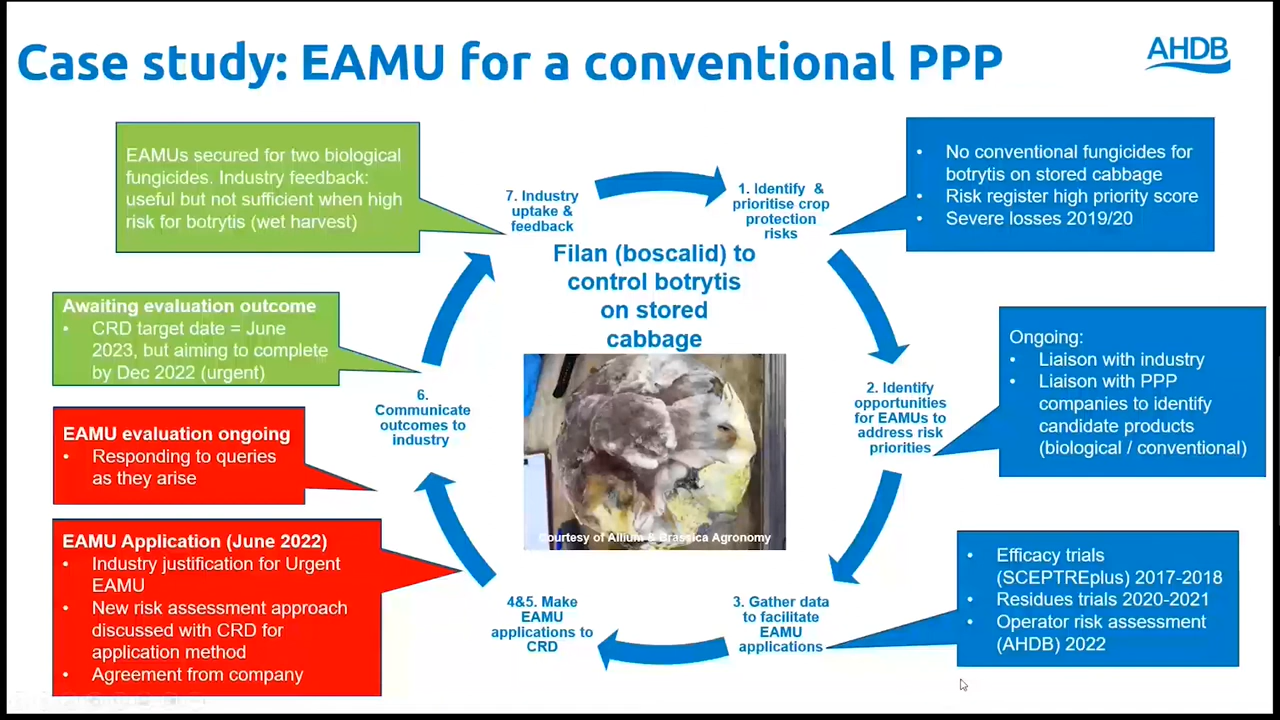 Case study: EAMU for a conventional PPP
AHDB
EAMUs secured for two biological
fungicides. Industry feedback:
useful but not sufficient when high
risk for botrytis (wet harvest)
7. Industry
uptake &
feedback
1. Identify &
prioritise crop
protection
risks
• No conventional fungicides for
botrytis on stored cabbage
• Risk register high priority score
• Severe losses 2019/20
Filan (boscalid) to
control botrytis
on stored
cabbage
Awaiting evaluation outcome
• CRD target date = June
2023, but aiming to complete
by Dec 2022 (urgent)
Ongoing:
• Liaison with industry
• Liaison with PPP
companies to identify
candidate products
(biological / conventional)
6.
Communicate
outcomes to
industry
2. Identify
opportunities
for EAMUs to
address risk
priorities
EAMU evaluation ongoing
• Responding to queries
as they arise
Courtesy of Allium & Brassica Agronomy
EAMU Application (June 2022)
• Industry justification for Urgent
EAMU
• New risk assessment approach
discussed with CRD for
application method
• Agreement from company
4&5. Make
EAMU
applications to
CRD
3. Gather data
to facilitate
EAMU
applications
• Efficacy trials
(SCEPTREplus) 2017-2018
• Residues trials 2020-2021
• Operator risk assessment
(AHDB) 2022